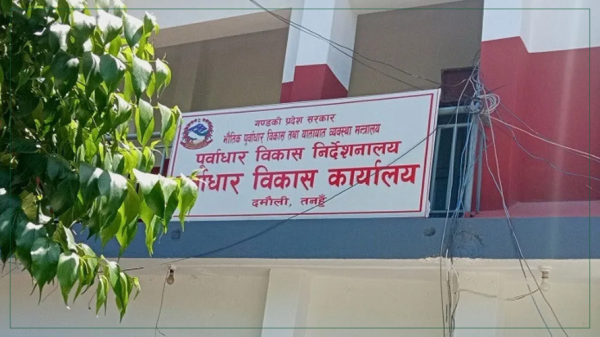 गण्डकी प्रदेश सरकार
भौतिक पूर्वाधार विकास तथा यातायात व्यवस्था मन्त्रालय
पूर्वाधार विकास निर्देशनालय
र्वाधार विकास कार्यालय
दमौली, तनहुँ